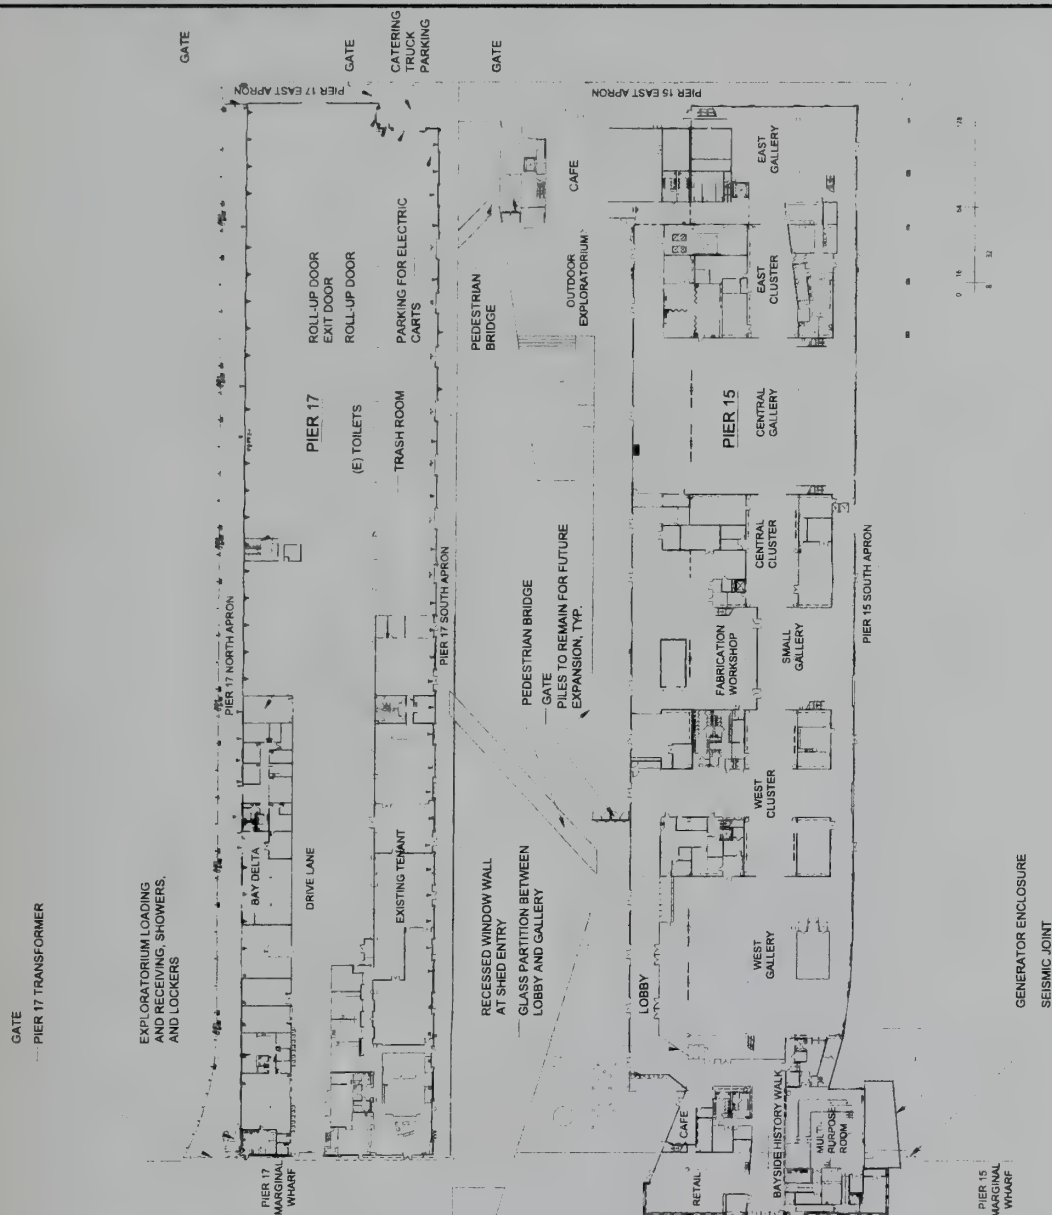 GATE
GATE
CATERING
TRUCK
PARKING
GATE
PIER 17 EAST APRON
PIER 15 EAST APRON
EAST
GALLERY
CAFE
PARKING FOR ELECTRIC
CARTS
ROLL-UP DOOR
EXIT DOOR
ROLL-UP DOOR
PEDESTRIAN
BRIDGE
OUTDOOR
EXPLORATORIUM
EAST
CLUSTER
0
16
64
128
8
32
PIER 17
(E) TOILETS
TRASH ROOM
PIER 15
CENTRAL
GALLERY
CENTRAL
CLUSTER
PIER 17 NORTH APRON
PIER 17 SOUTH APRON
PEDESTRIAN BRIDGE
GATE
PILES TO REMAIN FOR FUTURE
EXPANSION, TYP.
FABRICATION
WORKSHOP
SMALL
GALLERY
PIER 15 SOUTH APRON
GATE
PIER 17 TRANSFORMER
EXPLORATORIUM LOADING
AND RECEIVING, SHOWERS,
AND LOCKERS
BAY DELTA
DRIVE LANE
EXISTING TENANT
WEST
CLUSTER
RECESSED WINDOW WALL
AT SHED ENTRY
GLASS PARTITION BETWEEN
LOBBY AND GALLERY
LOBBY
WEST
GALLERY
GENERATOR ENCLOSURE
SEISMIC JOINT
PIER 17
MARGINAL
WHARF
CAFE
RETAIL
BAYSIDE HISTORY WALK
MULTI-
PURPOSE
ROOM
PIER 15
MARGINAL
WHARF